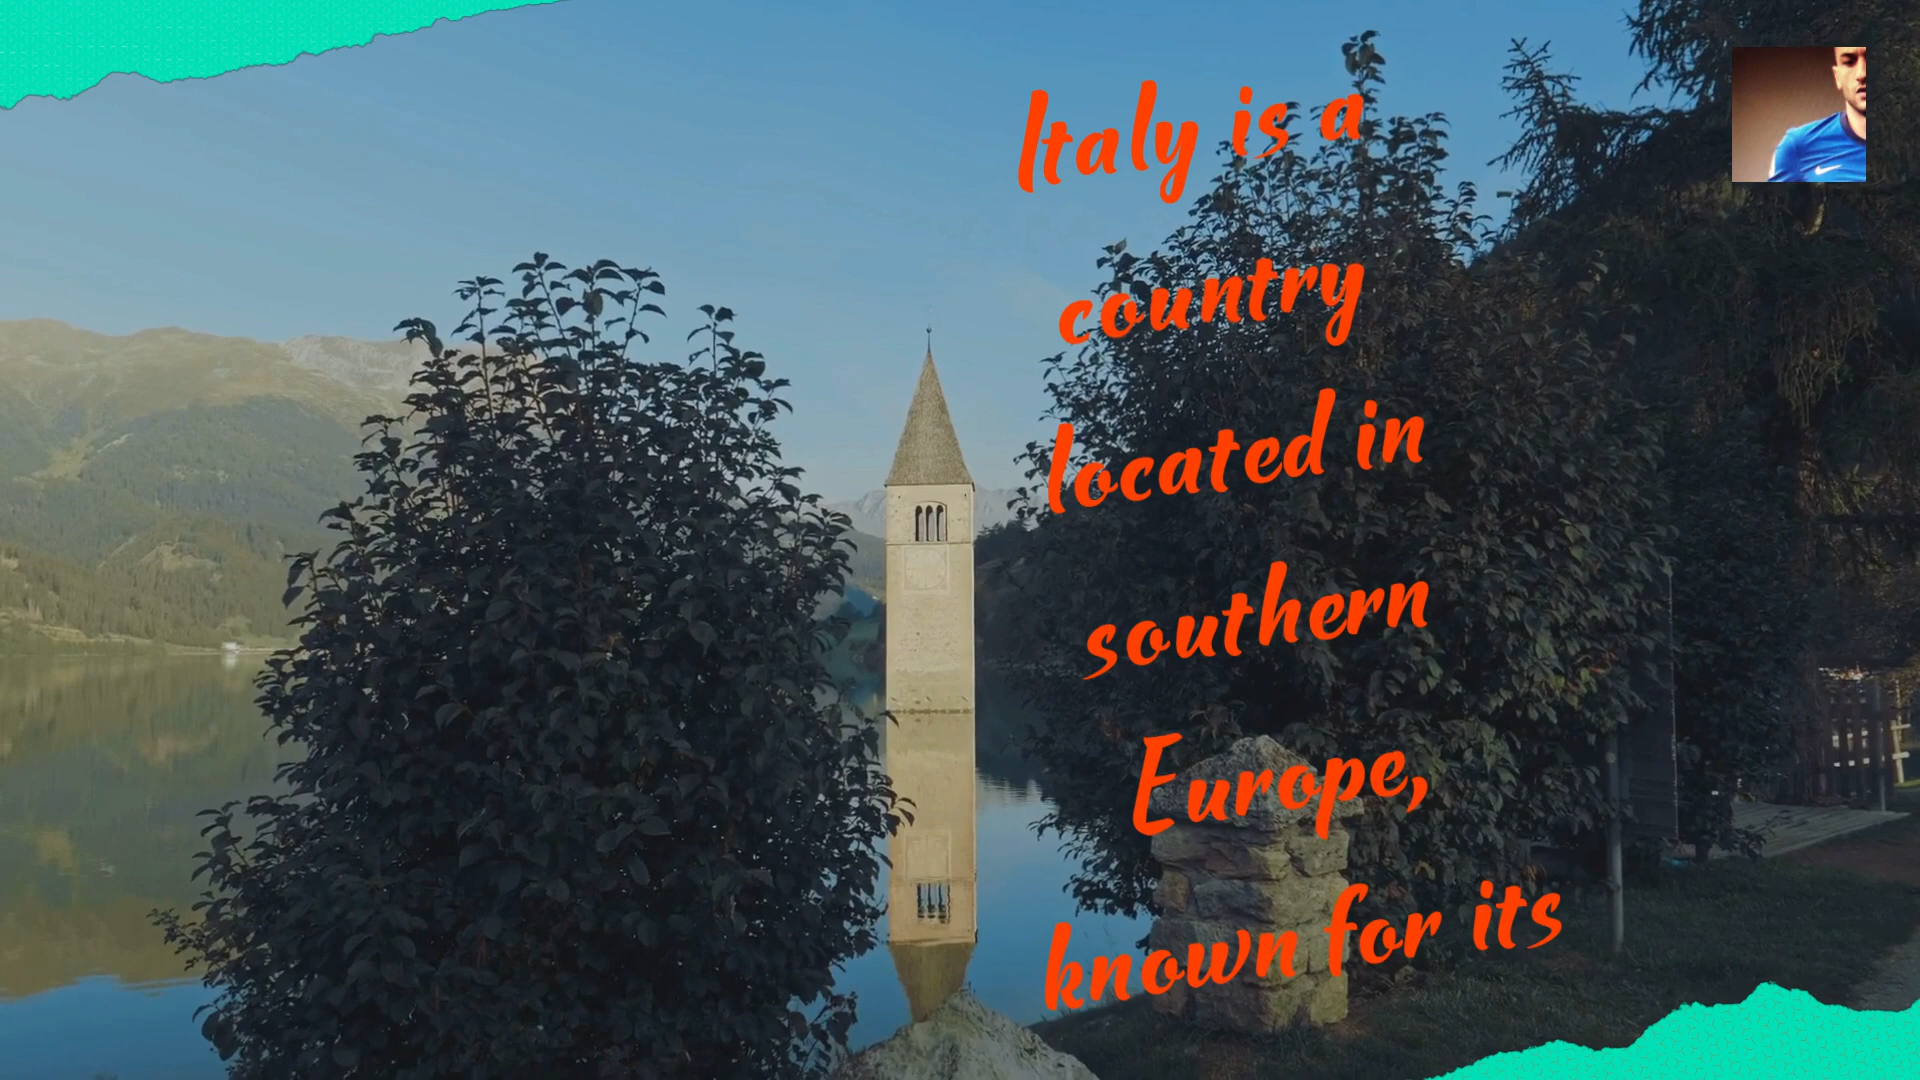 Italy is a
country
located in
southern
Europe,
known for its